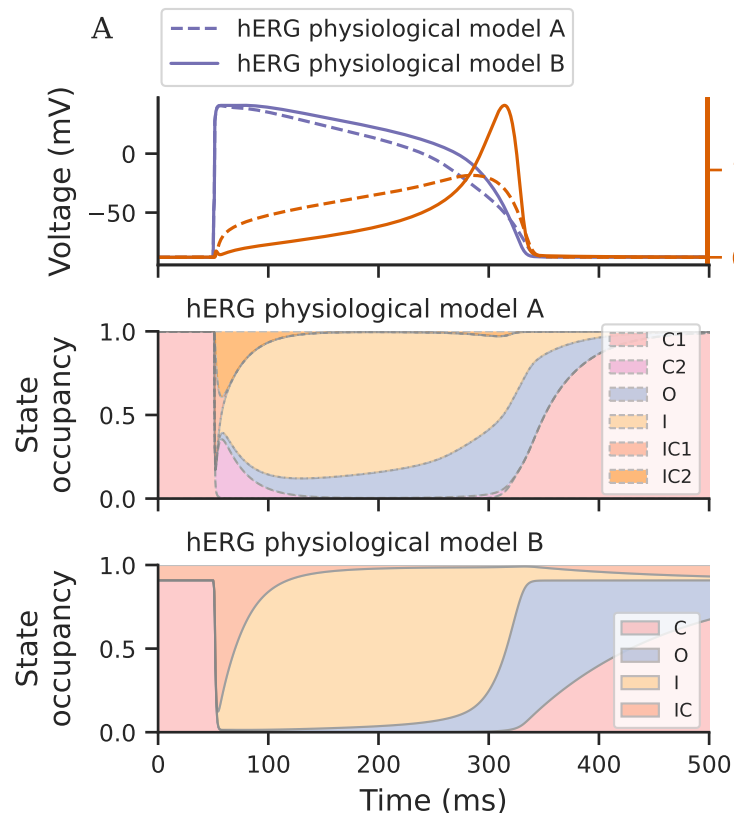 A
hERG physiological model A
hERG physiological model B
Voltage (mV)
0
−50
hERG physiological model A
State
occupancy
1.0
0.5
0.0
C1
C2
O
I
IC1
IC2
hERG physiological model B
State
occupancy
1.0
0.5
0.0
C
O
I
IC
0
100
200
300
400
500
Time (ms)